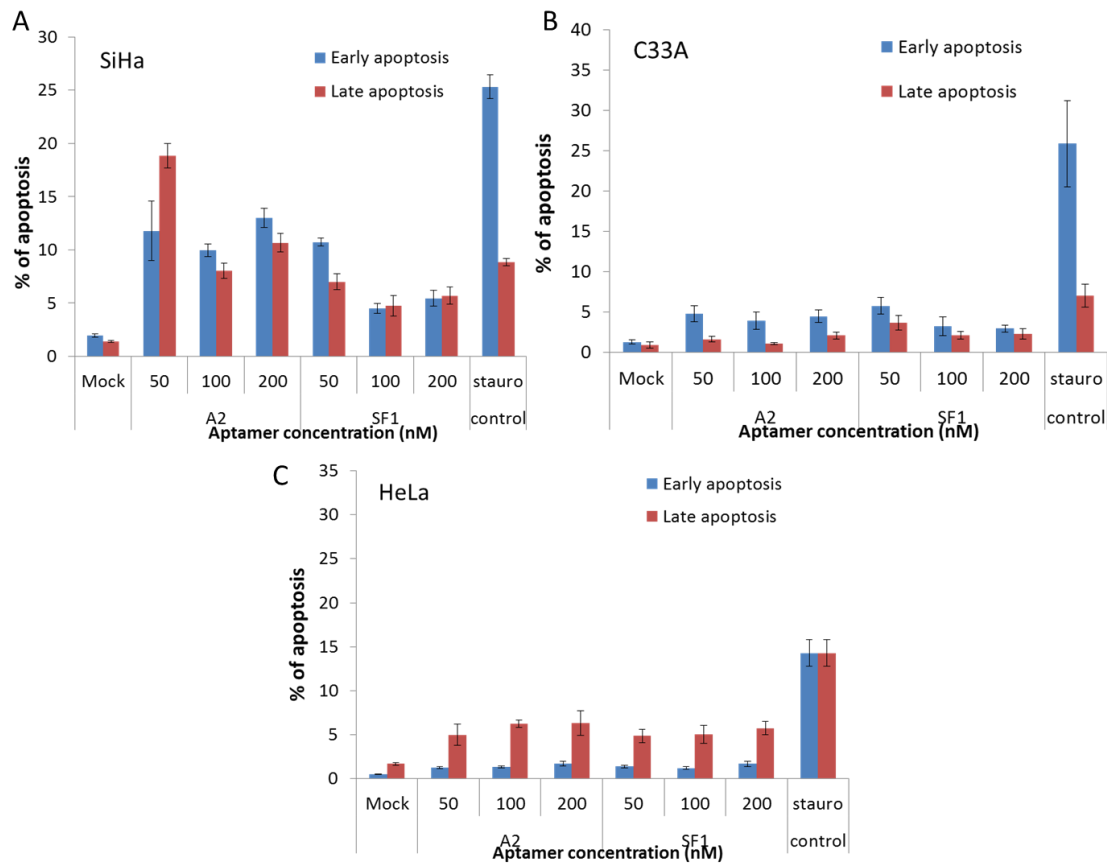 A
SiHa
Early apoptosis
Late apoptosis
% of apoptosis
30
25
20
15
10
5
0
Mock 50 100 200 50 100 200 stauro
A2 SF1 control
Aptamer concentration (nM)
B
C33A
Early apoptosis
Late apoptosis
% of apoptosis
40
35
30
25
20
15
10
5
0
Mock 50 100 200 50 100 200 stauro
A2 SF1 control
Aptamer concentration (nM)
C
HeLa
Early apoptosis
Late apoptosis
% of apoptosis
35
30
25
20
15
10
5
0
Mock 50 100 200 50 100 200 stauro
A2 SF1 control
Aptamer concentration (nM)